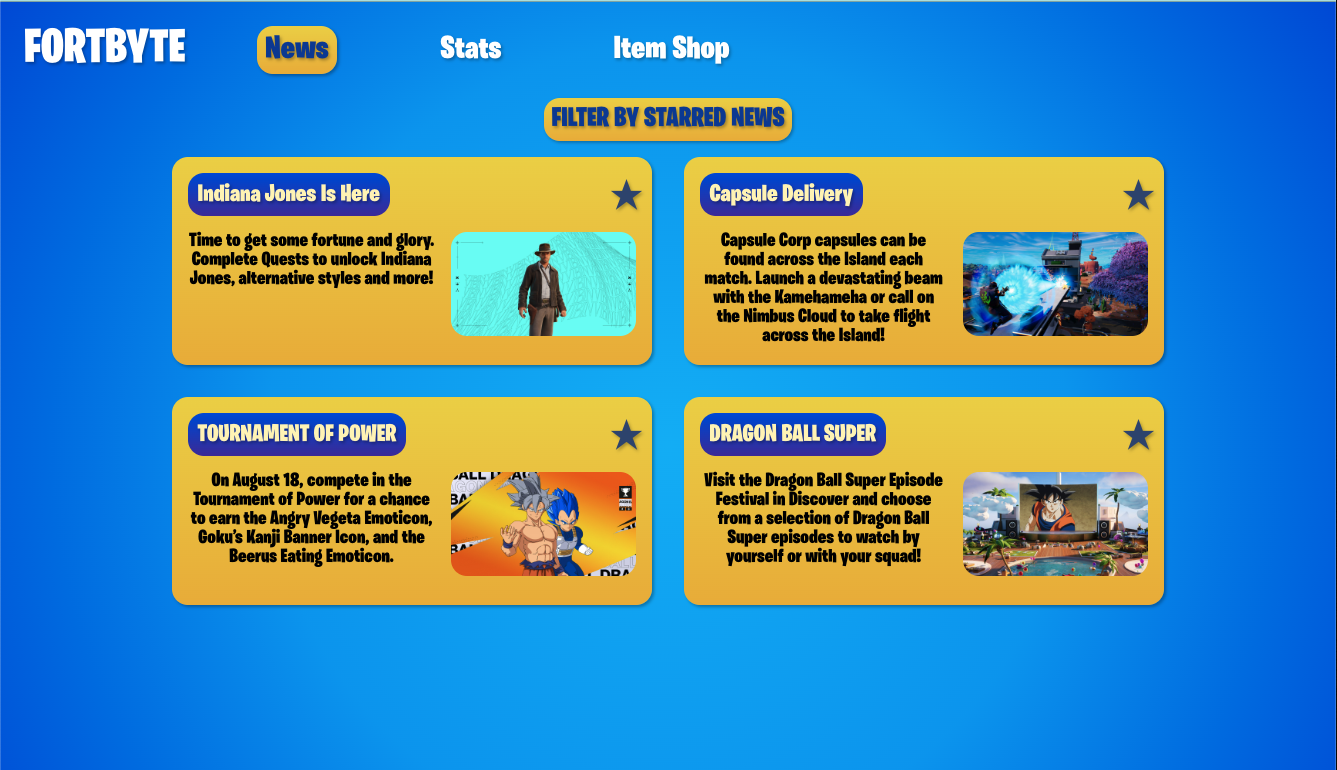 FORTBYTE News Stats Item Shop
FILTER BY STARRED NEWS
Indiana Jones Is Here
Time to get some fortune and glory.
Complete Quests to unlock Indiana
Jones, alternative styles and more!
Capsule Delivery
Capsule Corp capsules can be
found across the Island each
match. Launch a devastating beam
with the Kamehameha or call on
the Nimbus Cloud to take flight
across the Island!
TOURNAMENT OF POWER
On August 18, compete in the
Tournament of Power for a chance
to earn the Angry Vegeta Emoticon,
Goku's Kanji Banner Icon, and the
Beerus Eating Emoticon.
DRAGON BALL SUPER
Visit the Dragon Ball Super Episode
Festival in Discover and choose
from a selection of Dragon Ball
Super episodes to watch by
yourself or with your squad!